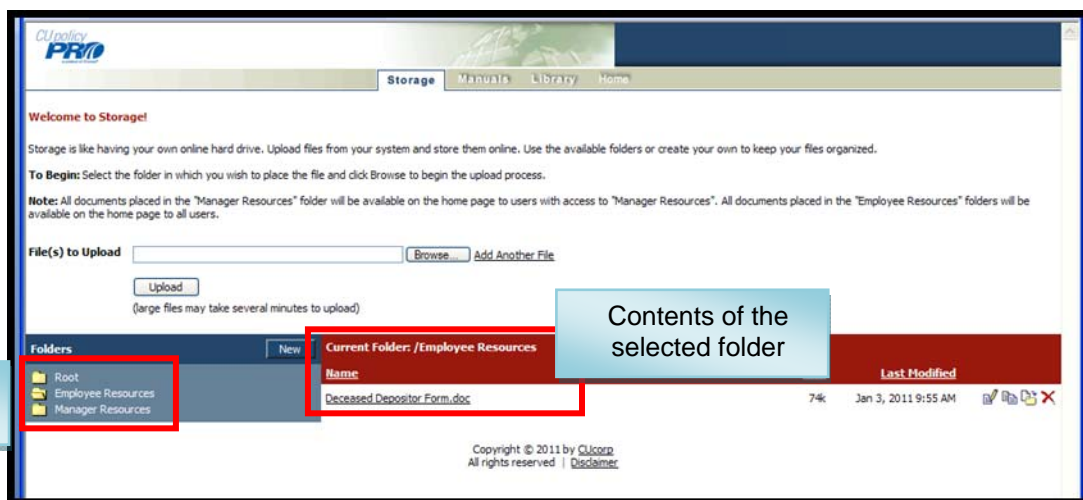 CU policy
PRO
Storage Manuals Library Home
Welcome to Storage!
Storage is like having your own online hard drive. Upload files from your system and store them online. Use the available folders or create your own to keep your files organized.
To Begin: Select the folder in which you wish to place the file and click Browse to begin the upload process.
Note: All documents placed in the "Manager Resources" folder will be available on the home page to users with access to "Manager Resources". All documents placed in the "Employee Resources" folders will be
available on the home page to all users.
File(s) to Upload Browse... Add Another File
Upload
(large files may take several minutes to upload)
Contents of the
selected folder
Folders New
Root
Employee Resources
Manager Resources
Current Folder: /Employee Resources
Name Last Modified
Deceased Depositor Form.doc 74k Jan 3, 2011 9:55 AM
Copyright © 2011 by CUcorp
All rights reserved | Disclaimer